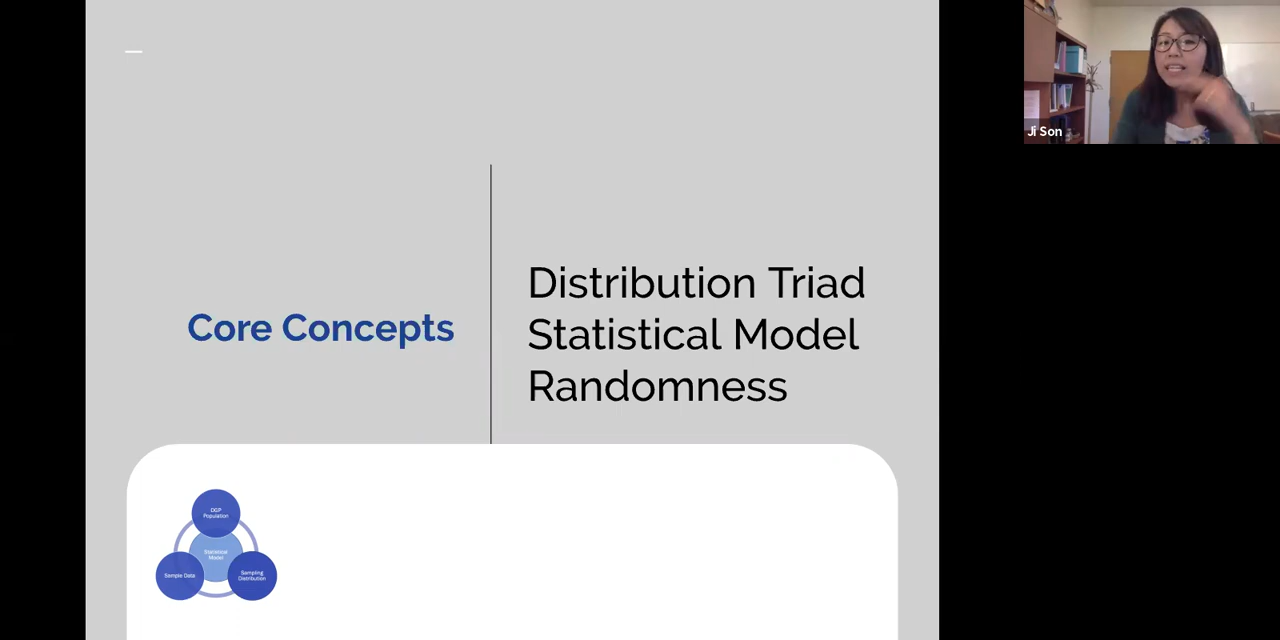 Ji Son
Distribution Triad
Core Concepts
Statistical Model
Randomness
DGP
Population
Statistical
Model
Sample Data
Sampling
Distribution